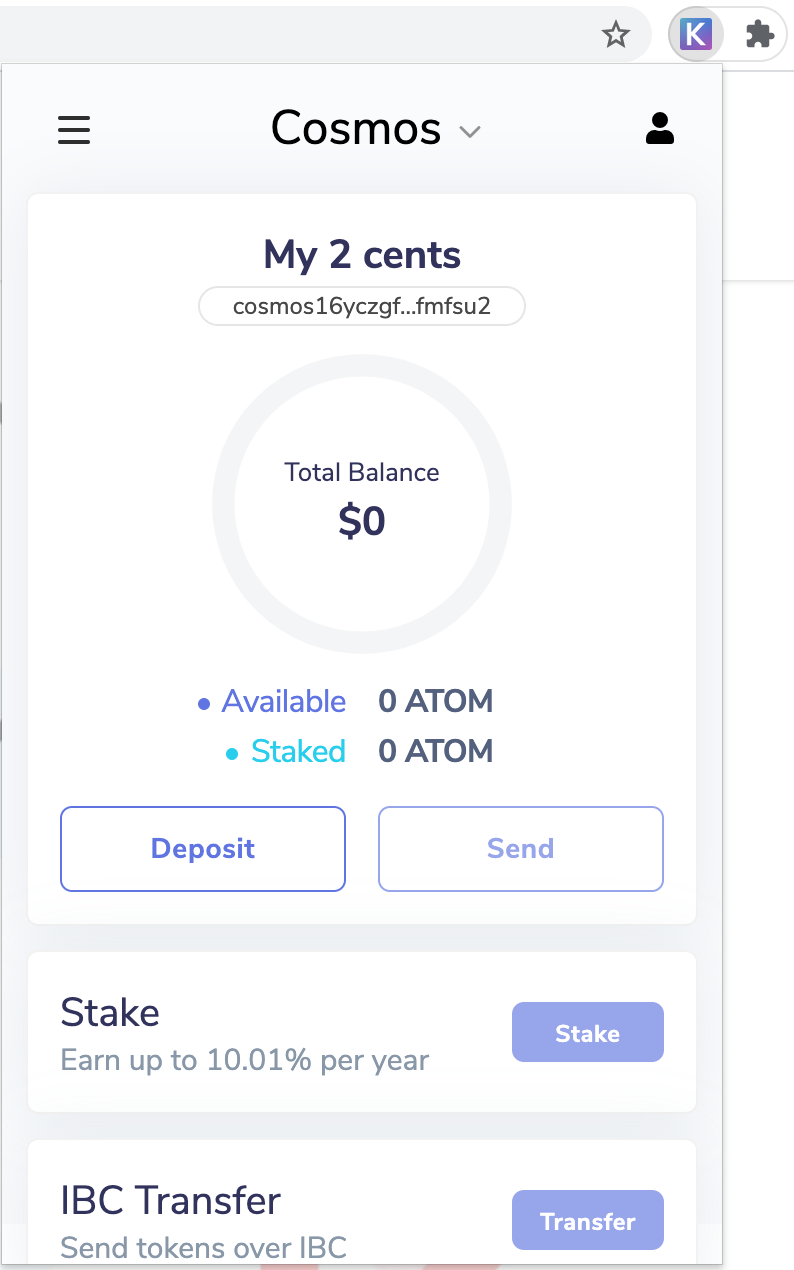 K
Cosmos
My 2 cents
cosmos16yczgf...fmfsu2
Total Balance
$0
Available 0 ATOM
Staked 0 ATOM
Deposit Send
Stake
Earn up to 10.01% per year
Stake
IBC Transfer
Send tokens over IBC
Transfer